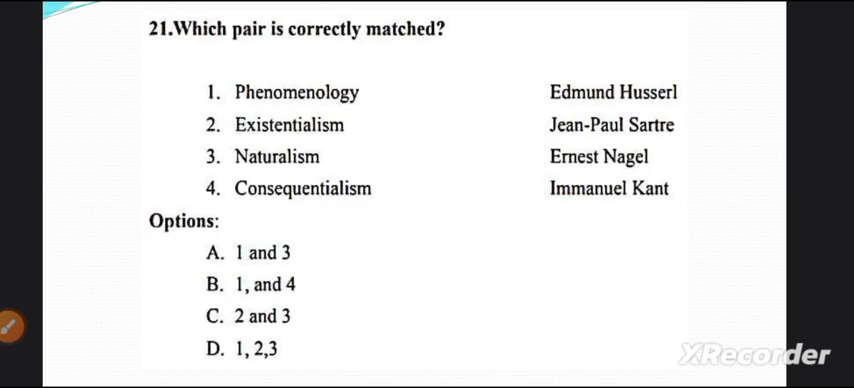 21.Which pair is correctly matched?
1. Phenomenology Edmund Husserl
2. Existentialism Jean-Paul Sartre
3. Naturalism Ernest Nagel
4. Consequentialism Immanuel Kant
Options:
A. 1 and 3
B. 1, and 4
C. 2 and 3
D. 1, 2,3
XRecorder